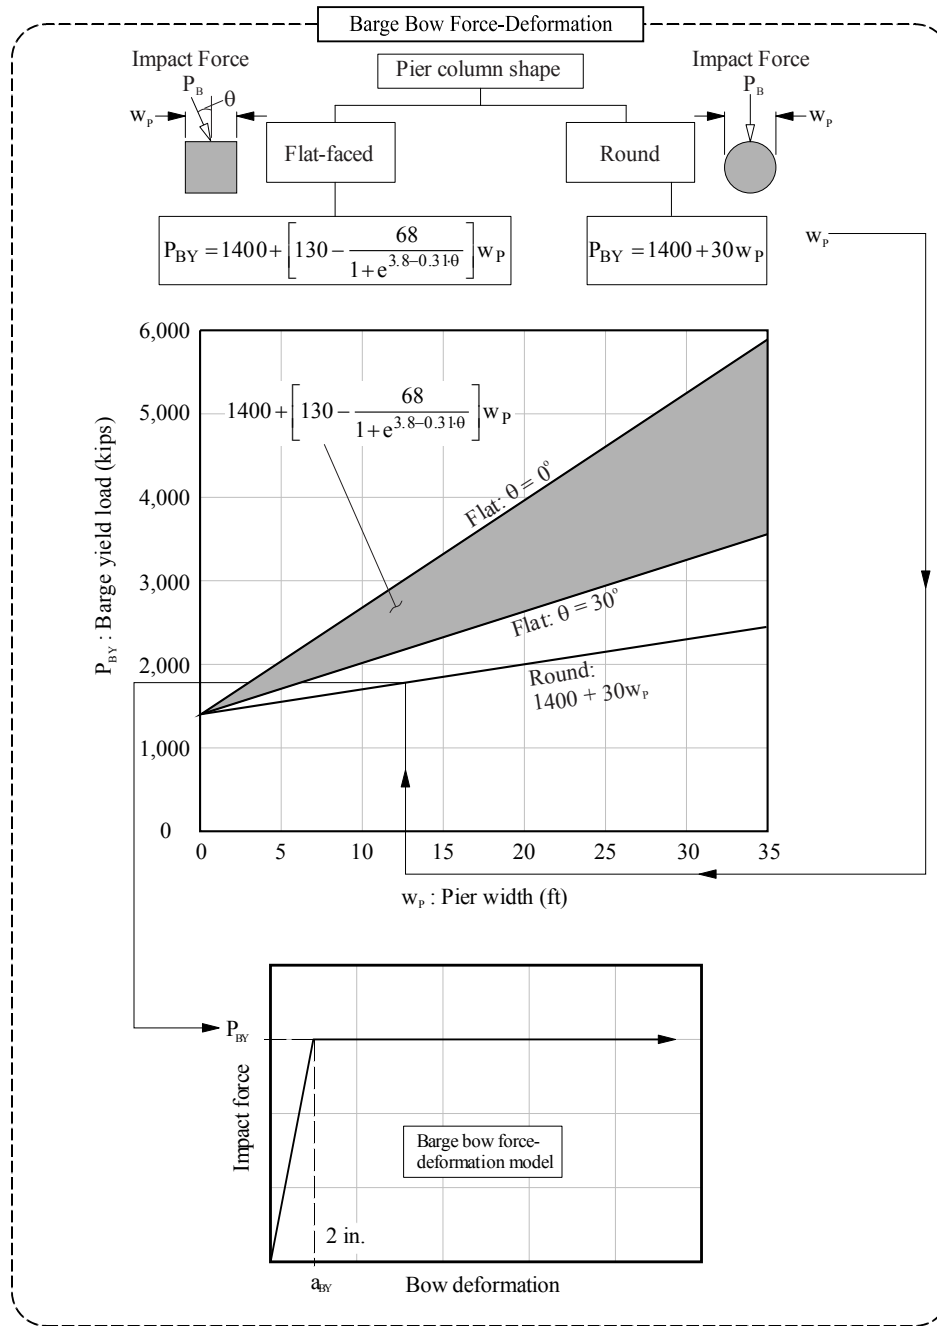 Barge Bow Force-Deformation
Impact Force
P_B
θ
w_P
Pier column shape
Flat-faced
Round
Impact Force
P_B
w_P
P_BY = 1400 + [130 − 68 / (1 + e^(3.8−0.31·θ))] w_P
P_BY = 1400 + 30w_P
w_P
6,000
5,000
4,000
3,000
2,000
1,000
0
P_BY : Barge yield load (kips)
1400 + [130 − 68 / (1 + e^(3.8−0.31·θ))] w_P
Flat: θ = 0°
Flat: θ = 30°
Round:
1400 + 30w_P
0 5 10 15 20 25 30 35
w_P : Pier width (ft)
P_BY
Impact force
Barge bow force-
deformation model
2 in.
a_BY
Bow deformation